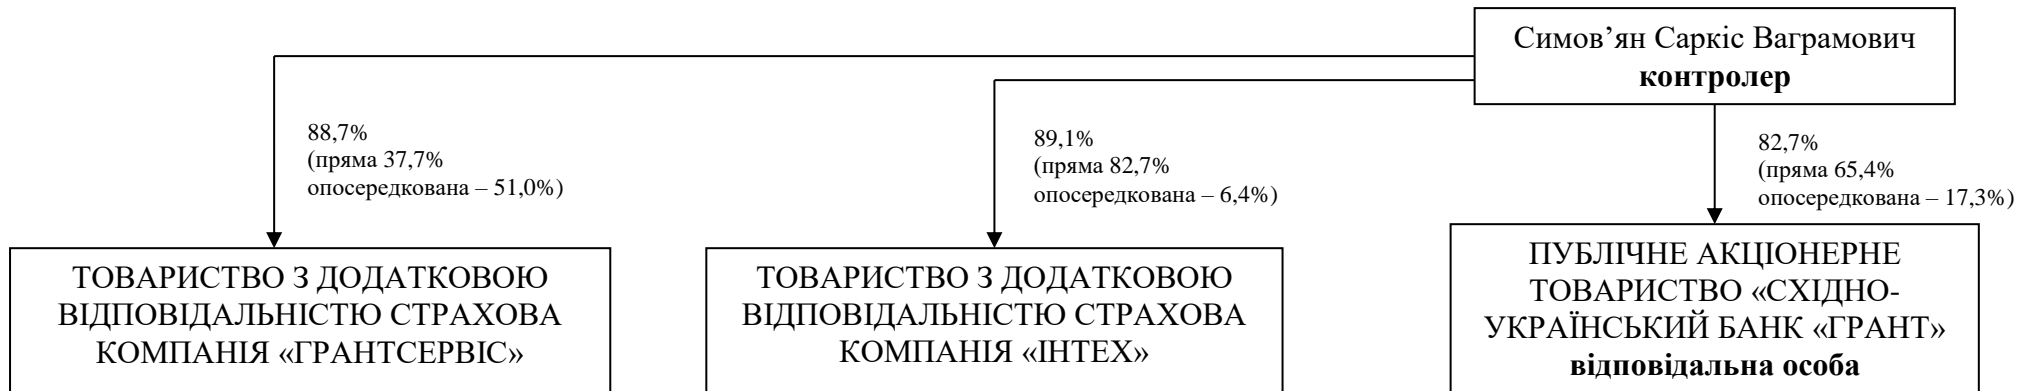 Симов’ян Саркіс Ваграмович
контролер
88,7%
(пряма 37,7%
опосередкована – 51,0%)
89,1%
(пряма 82,7%
опосередкована – 6,4%)
82,7%
(пряма 65,4%
опосередкована – 17,3%)
ТОВАРИСТВО З ДОДАТКОВОЮ
ВІДПОВІДАЛЬНІСТЮ СТРАХОВА
КОМПАНІЯ «ГРАНТСЕРВІС»
ТОВАРИСТВО З ДОДАТКОВОЮ
ВІДПОВІДАЛЬНІСТЮ СТРАХОВА
КОМПАНІЯ «ІНТЕХ»
ПУБЛІЧНЕ АКЦІОНЕРНЕ
ТОВАРИСТВО «СХІДНО-
УКРАЇНСЬКИЙ БАНК «ГРАНТ»
відповідальна особа